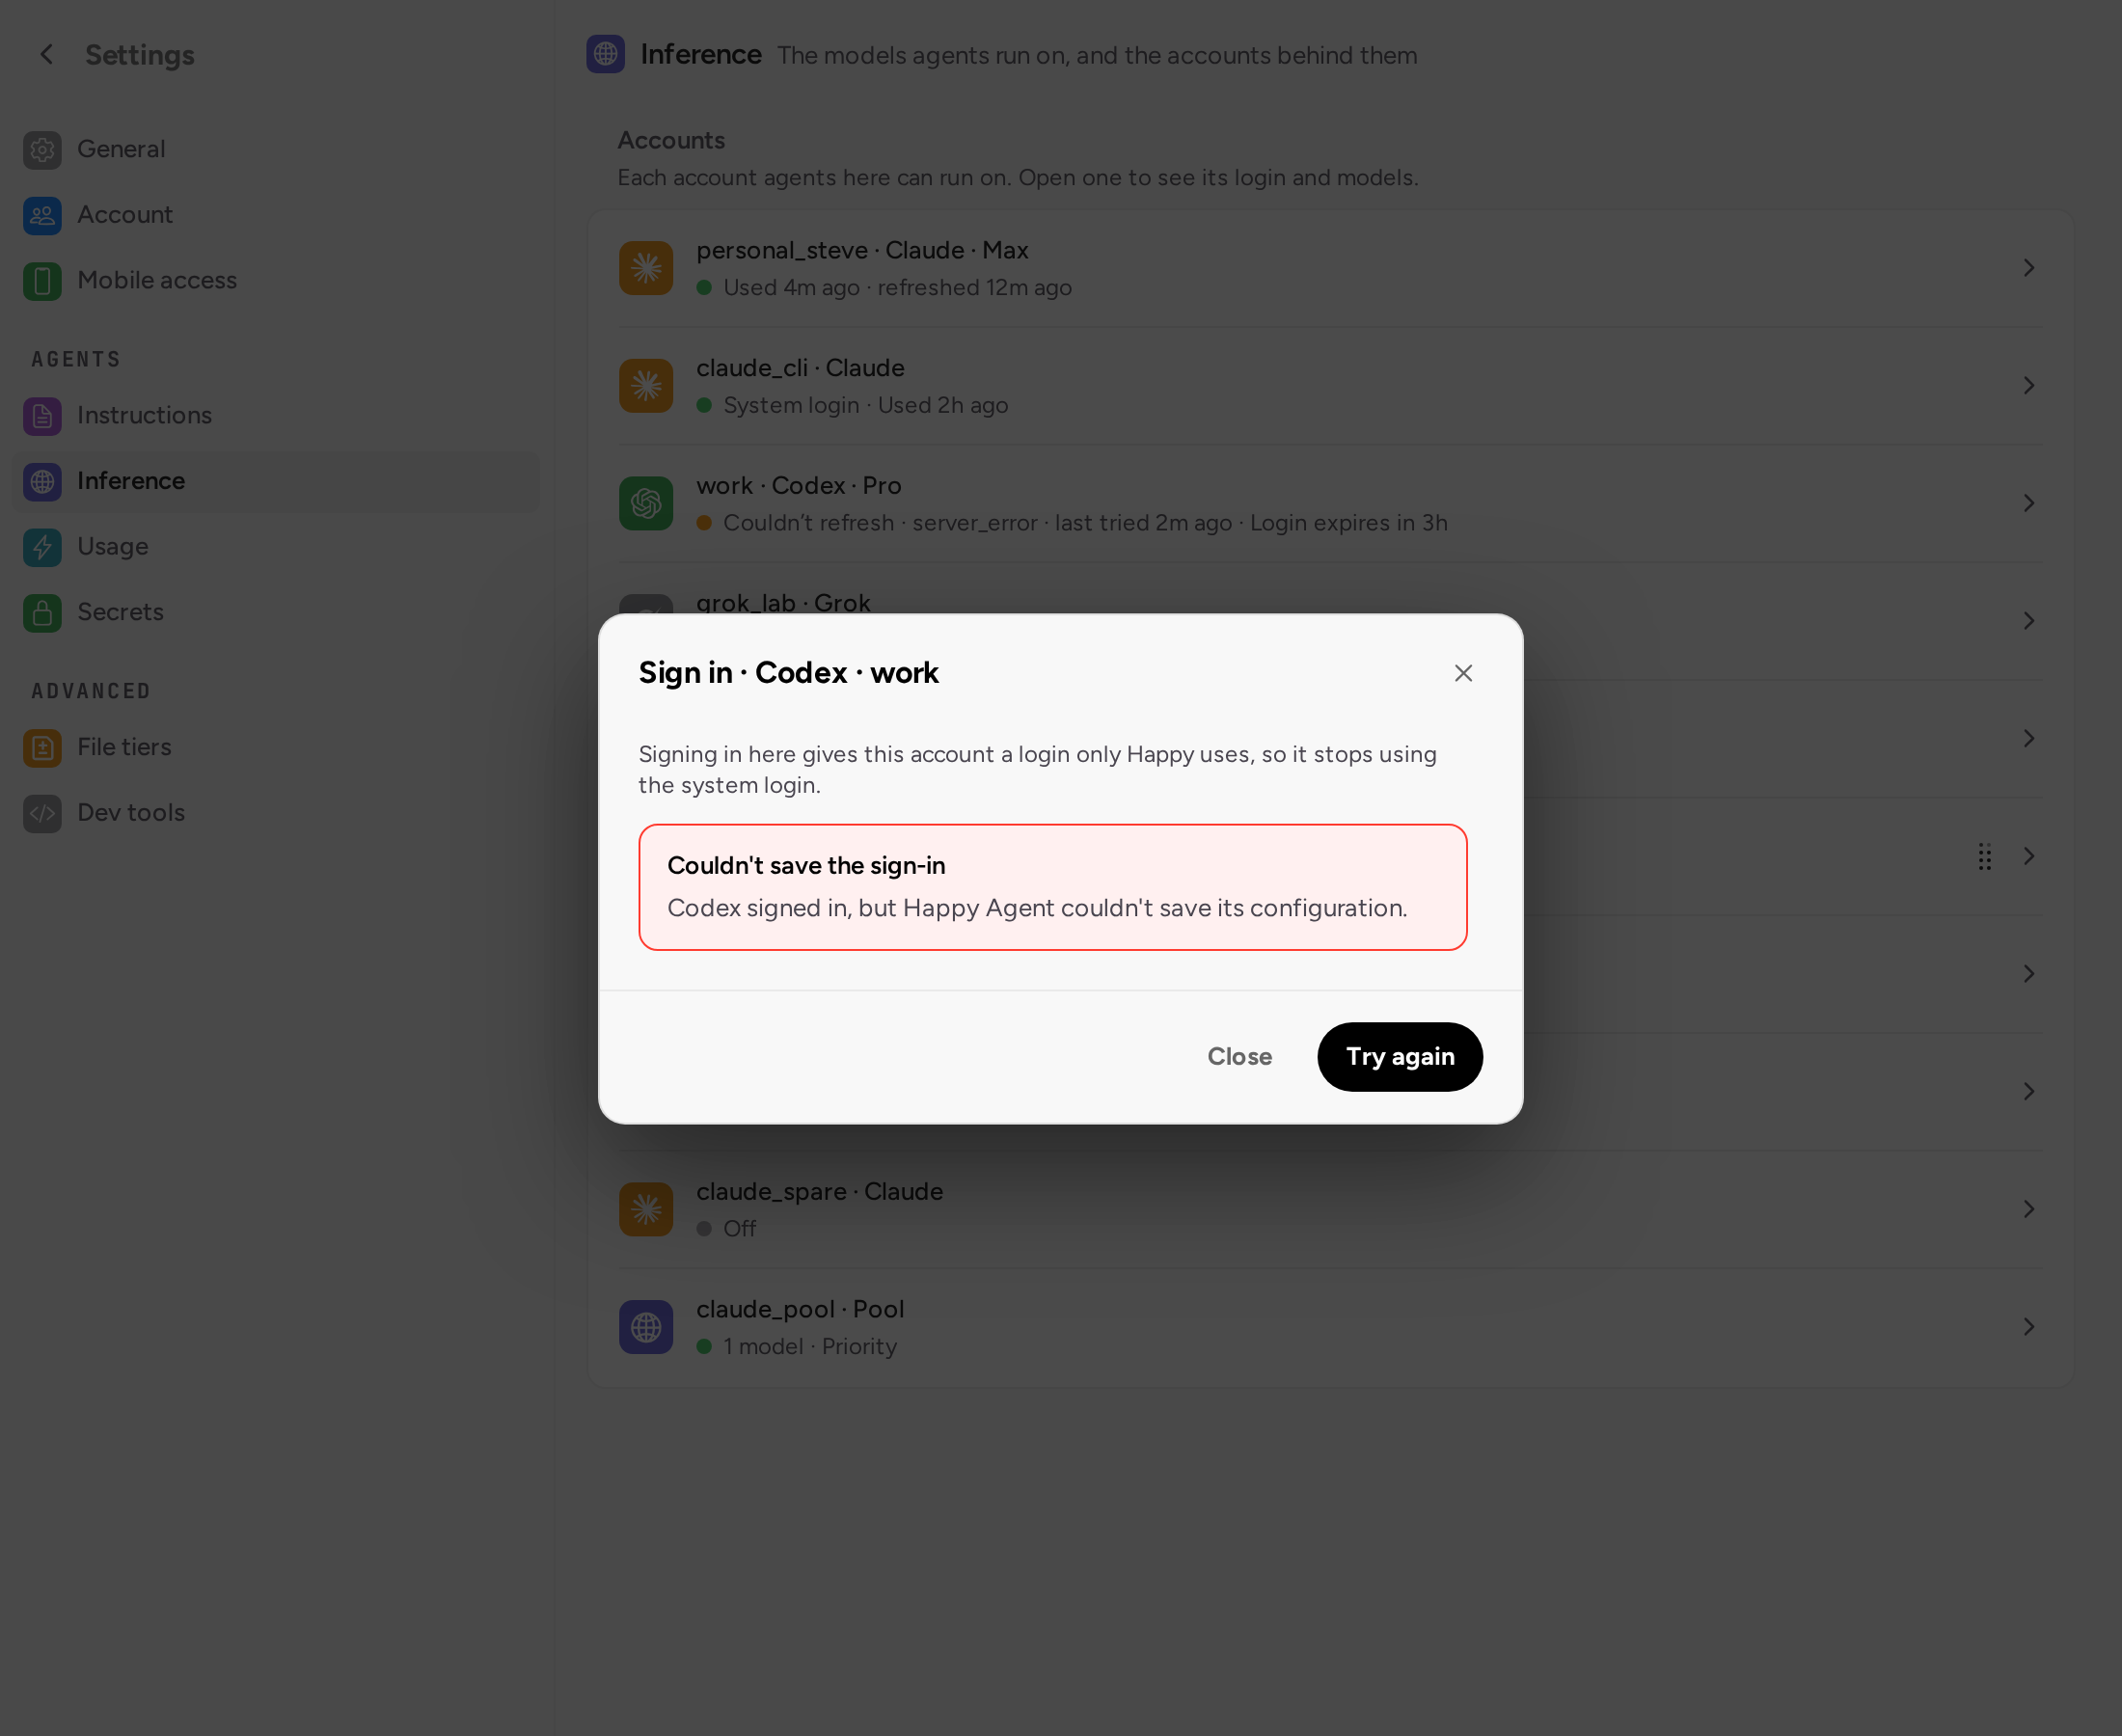 Settings
General
Account
Mobile access
AGENTS
Instructions
Inference
Usage
Secrets
ADVANCED
File tiers
Dev tools
Inference The models agents run on, and the accounts behind them
Accounts
Each account agents here can run on. Open one to see its login and models.
personal_steve · Claude · Max
Used 4m ago · refreshed 12m ago
claude_cli · Claude
System login · Used 2h ago
work · Codex · Pro
Couldn’t refresh · server_error · last tried 2m ago · Login expires in 3h
grok_lab · Grok
Sign in · Codex · work
Signing in here gives this account a login only Happy uses, so it stops using
the system login.
Couldn't save the sign-in
Codex signed in, but Happy Agent couldn't save its configuration.
Close
Try again
claude_spare · Claude
Off
claude_pool · Pool
1 model · Priority